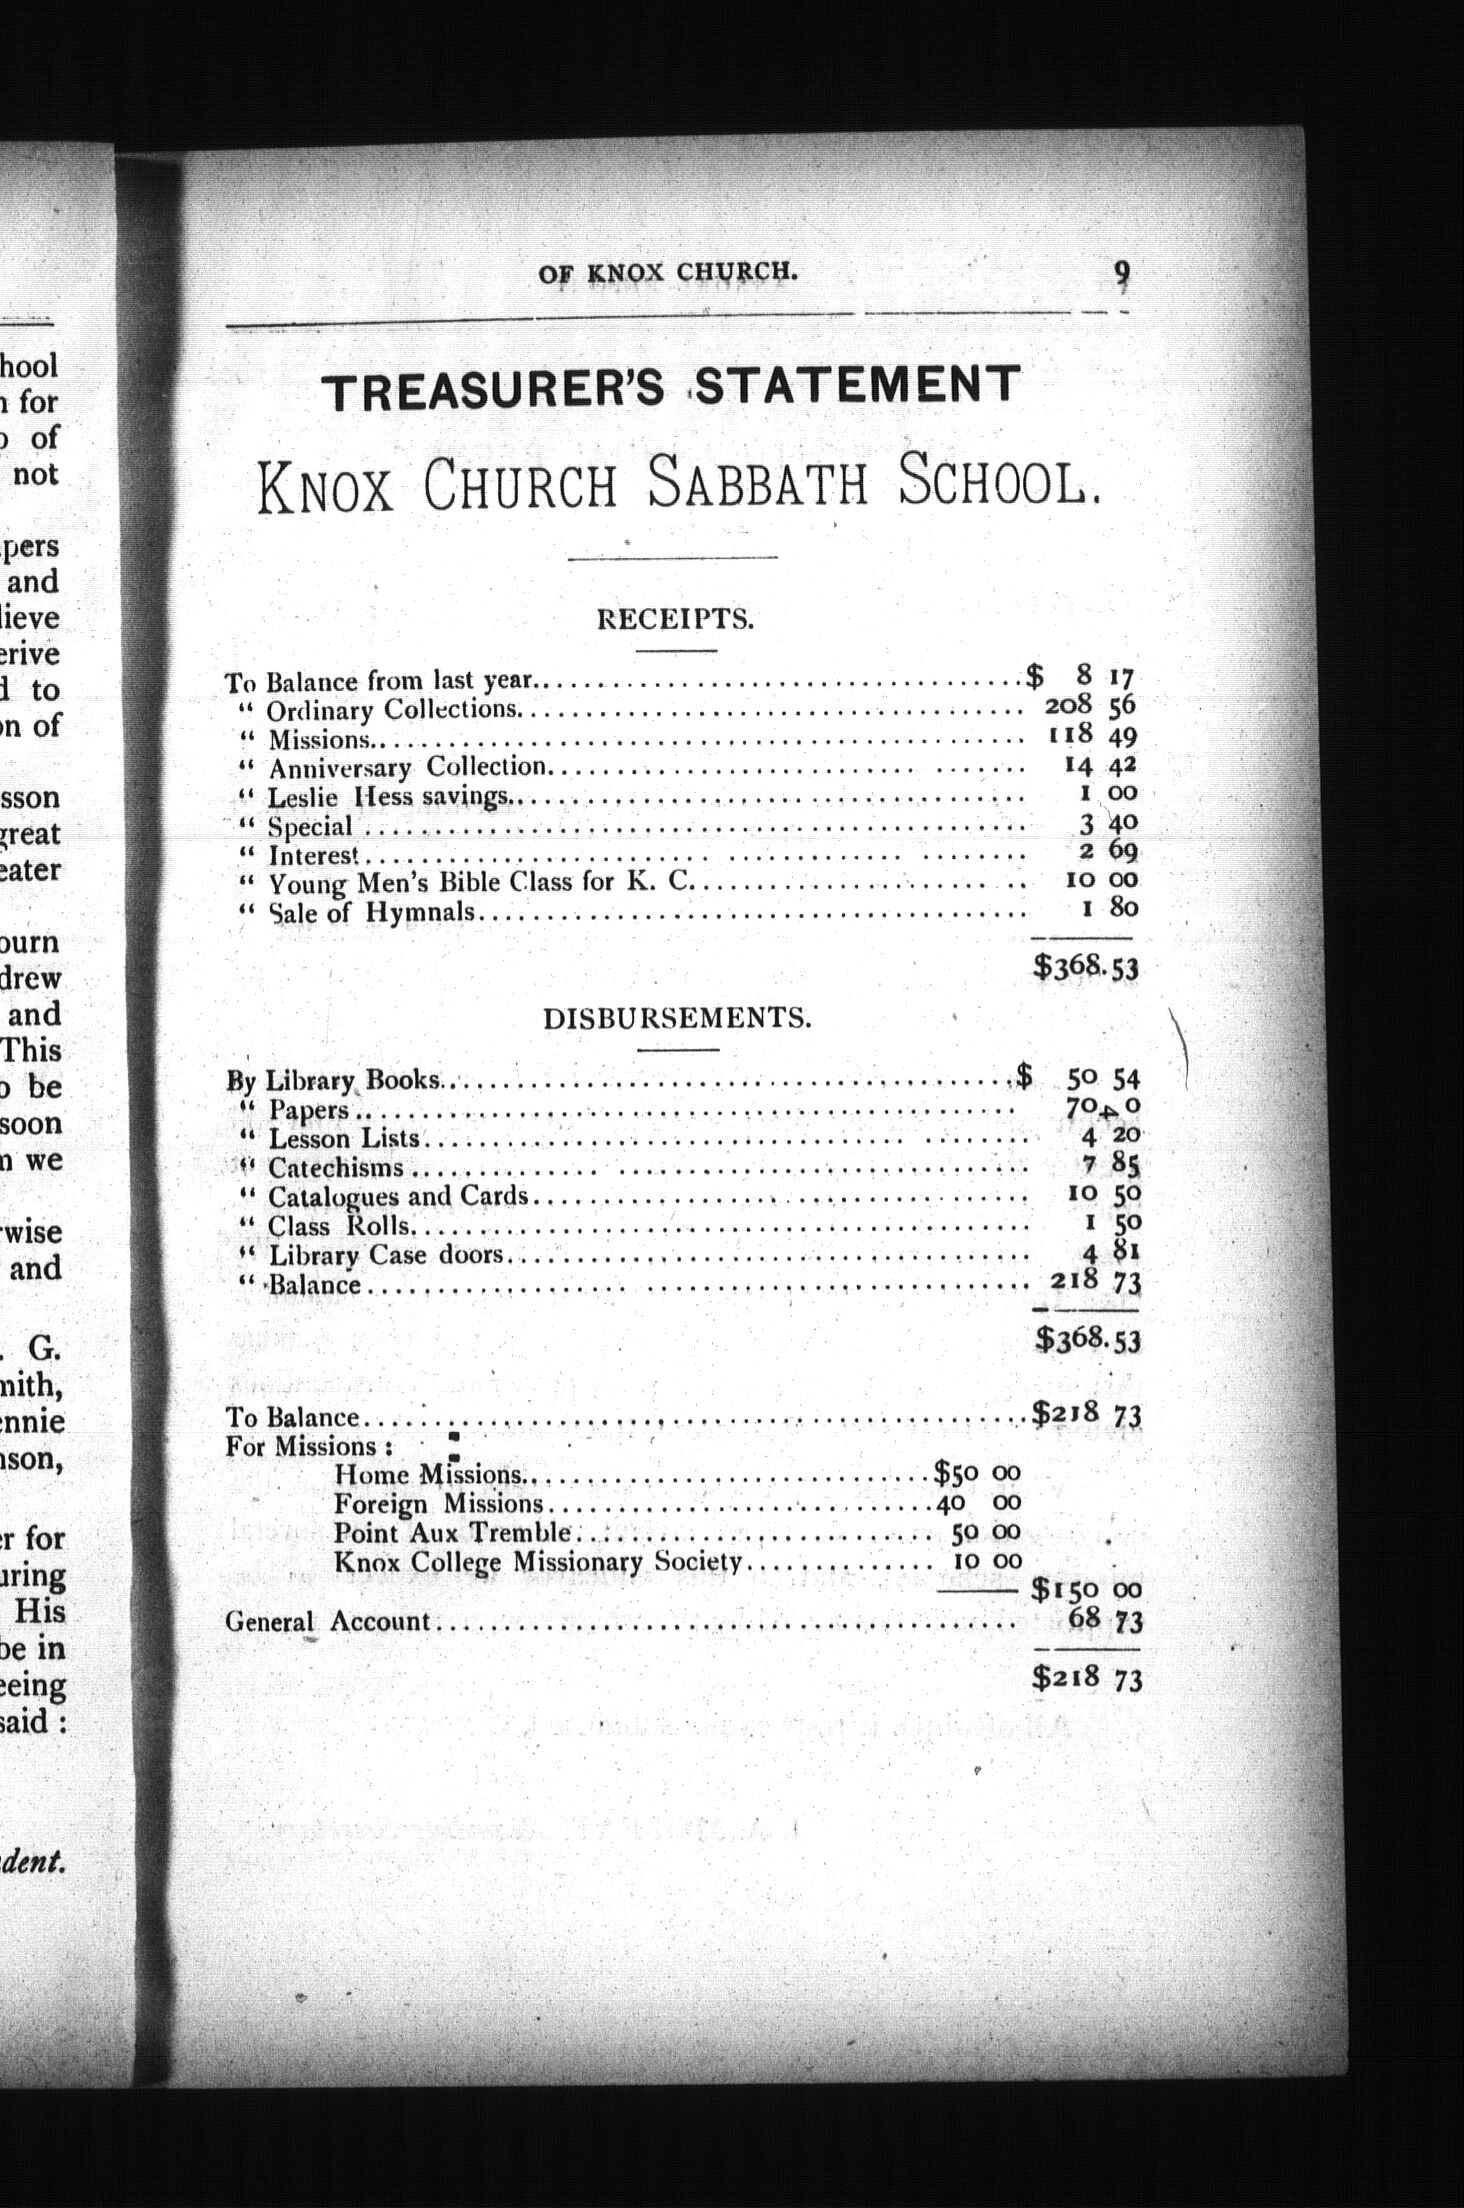 hool
for
of
not
pers
and
lieve
erive
to
on of
sson
great
eater
ourn
drew
and
This
be
soon
we
rwise
and
G.
mith,
ennie
nson,
for
uring
His
be in
eeing
said :
dent.
OF KNOX CHURCH. 9
TREASURER'S STATEMENT
KNOX CHURCH SABBATH SCHOOL.
RECEIPTS.
To Balance from last year.......................................$ 8 17
" Ordinary Collections....................................... 208 56
" Missions....................................... 118 49
" Anniversary Collection....................................... 14 42
" Leslie Hess savings....................................... 1 00
" Special ....................................... 3 40
" Interest....................................... 2 69
" Young Men's Bible Class for K. C......................... 10 00
" Sale of Hymnals....................................... 1 80
$368.53
DISBURSEMENTS.
By Library Books.......................................$ 50 54
" Papers....................................... 70 40
" Lesson Lists....................................... 4 20
" Catechisms....................................... 7 85
" Catalogues and Cards....................................... 10 50
" Class Rolls....................................... 1 50
" Library Case doors....................................... 4 81
" Balance....................................... 218 73
$368.53
To Balance.......................................$218 73
For Missions :
Home Missions..............................$50 00
Foreign Missions..............................40 00
Point Aux Tremble.............................. 50 00
Knox College Missionary Society.............. 10 00
$150 00
General Account....................................... 68 73
$218 73